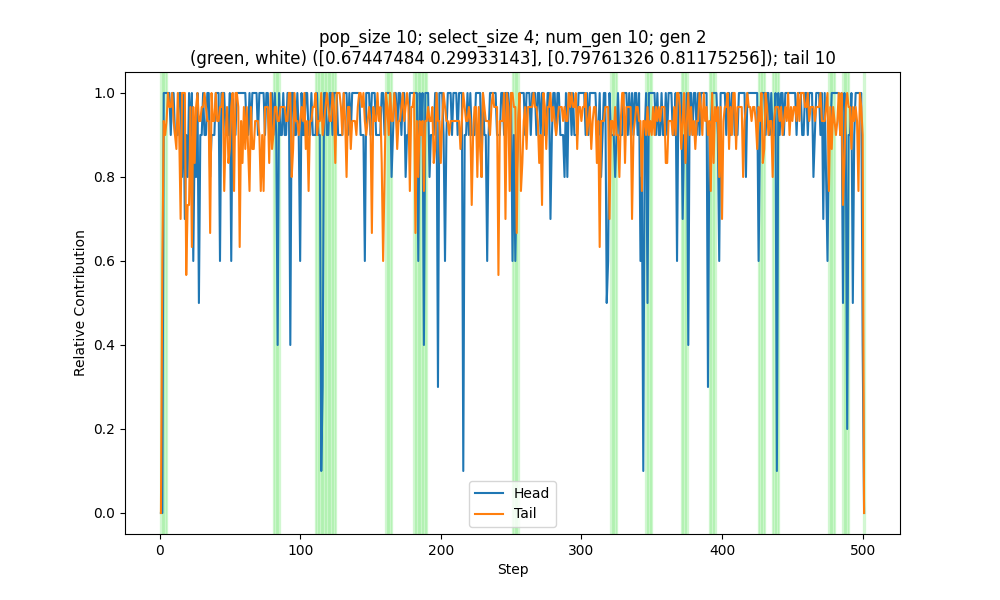 pop_size 10; select_size 4; num_gen 10; gen 2
(green, white) ([0.67447484 0.29933143], [0.79761326 0.81175256]); tail 10
Relative Contribution
1.0
0.8
0.6
0.4
0.2
0.0
Head
Tail
0
100
200
300
400
500
Step